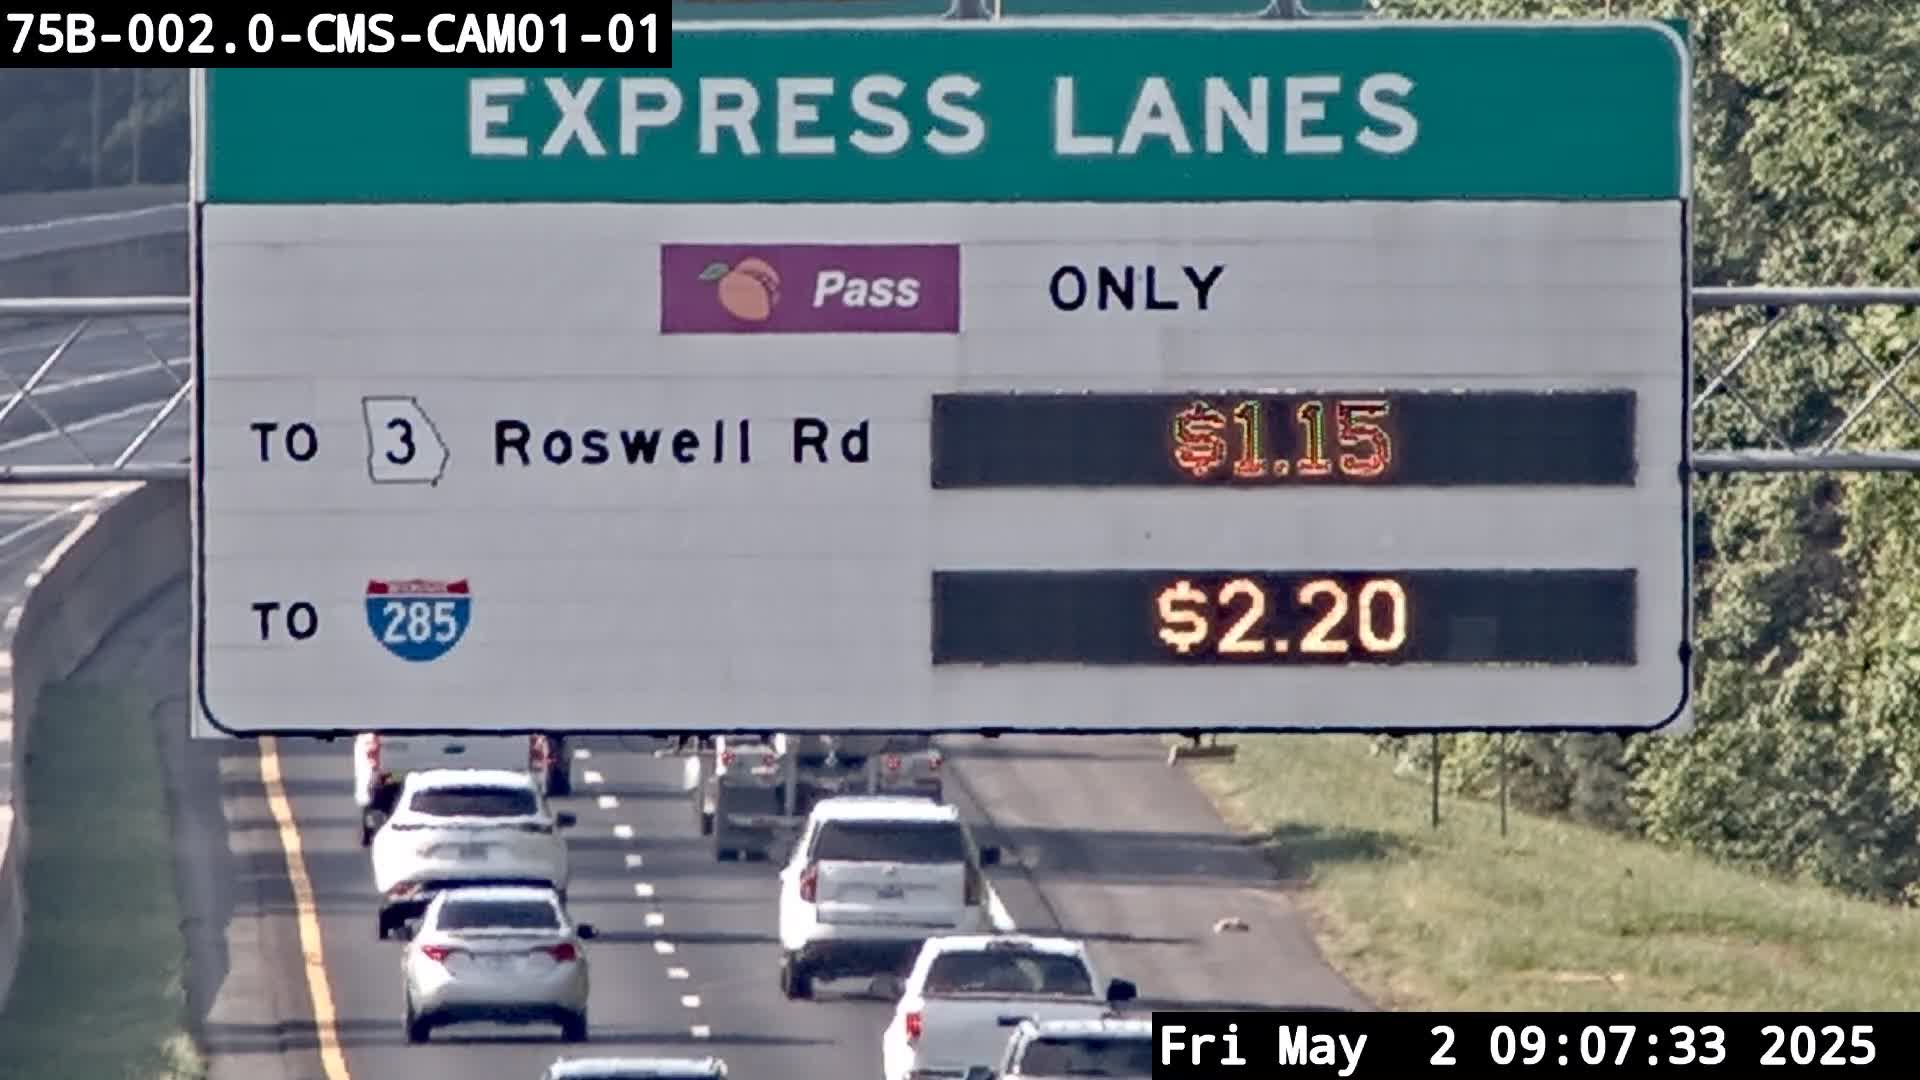 75B-002.0-CMS-CAM01-01
EXPRESS LANES
Pass ONLY
TO 3 Roswell Rd $1.15
TO 285 $2.20
Fri May 2 09:07:33 2025